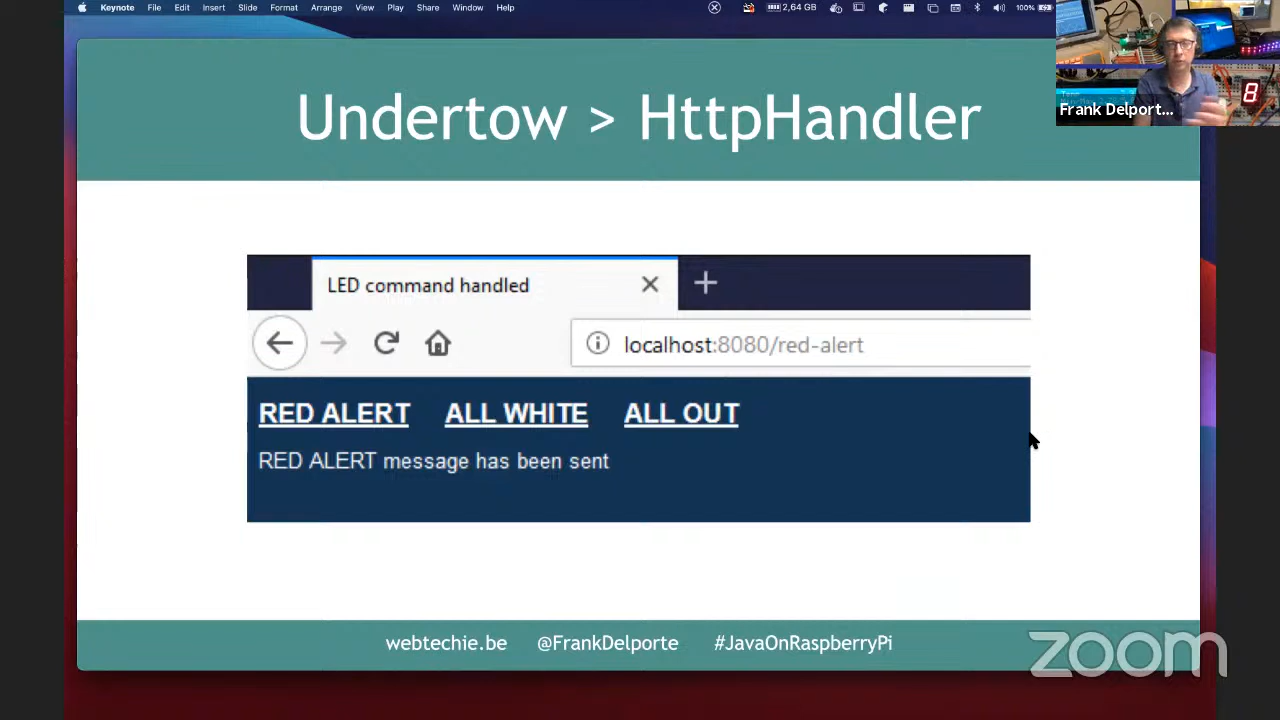 Keynote File Edit Insert Slide Format Arrange View Play Share Window Help 2,64 GB 100%
Undertow > HttpHandler
Frank Delport...
8
LED command handled
localhost:8080/red-alert
RED ALERT ALL WHITE ALL OUT
RED ALERT message has been sent
webtechie.be @FrankDelporte #JavaOnRaspberryPi
zoom